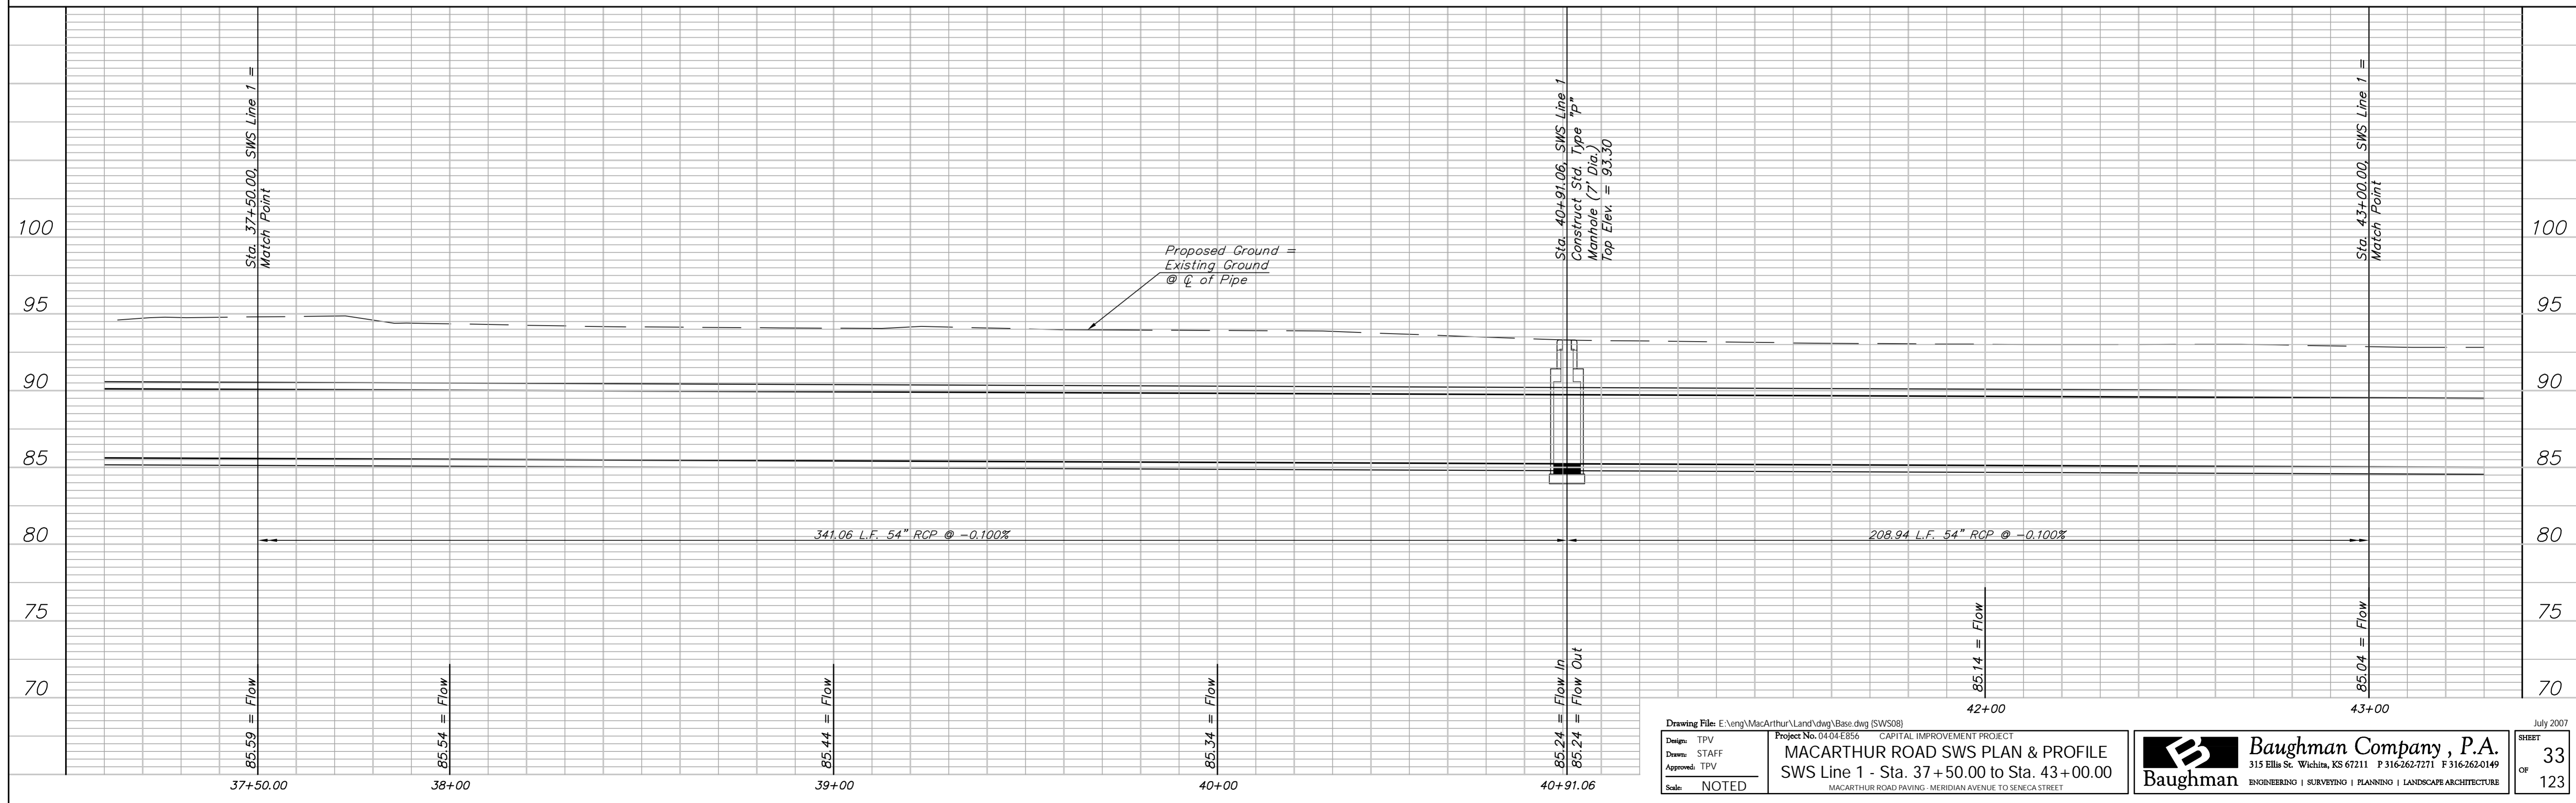 Sta. 37+50.00, SWS Line 1 =
Match Point
Sta. 40+91.06, SWS Line 1
Construct Std. Type "P"
Manhole (7' Dia.)
Top Elev. = 93.30
Sta. 43+00.00, SWS Line 1 =
Match Point
100
95
90
85
80
75
70
100
95
90
85
80
75
70
Proposed Ground =
Existing Ground
@ ℄ of Pipe
341.06 L.F. 54" RCP @ -0.100%
208.94 L.F. 54" RCP @ -0.100%
85.59 = Flow
85.54 = Flow
85.44 = Flow
85.34 = Flow
85.24 = Flow In
85.24 = Flow Out
85.14 = Flow
85.04 = Flow
37+50.00
38+00
39+00
40+00
40+91.06
42+00
43+00
Drawing File: E:\eng\MacArthur\Land\dwg\Base.dwg (SWS08)
July 2007
Design: TPV
Drawn: STAFF
Approved: TPV
Scale: NOTED
Project No. 04-04-E856 CAPITAL IMPROVEMENT PROJECT
MACARTHUR ROAD SWS PLAN & PROFILE
SWS Line 1 - Sta. 37+50.00 to Sta. 43+00.00
MACARTHUR ROAD PAVING - MERIDIAN AVENUE TO SENECA STREET
Baughman
Baughman Company, P.A.
315 Ellis St. Wichita, KS 67211 P 316-262-7271 F 316-262-0149
ENGINEERING | SURVEYING | PLANNING | LANDSCAPE ARCHITECTURE
SHEET
33
OF
123